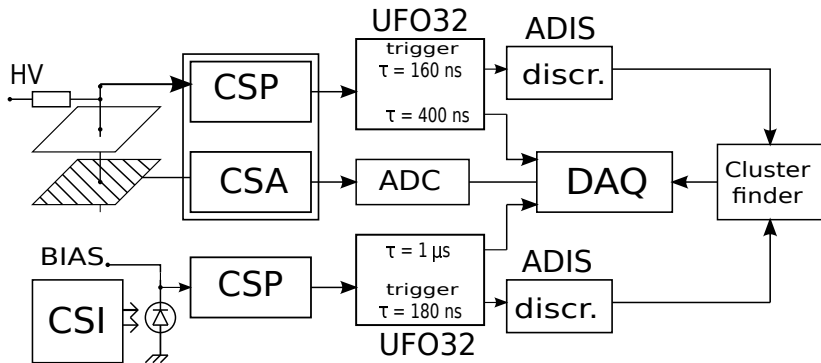 UFO32
ADIS
trigger
τ = 160 ns
discr.
HV
CSP
τ = 400 ns
CSA
ADC
DAQ
Cluster
finder
BIAS
τ = 1 μs
ADIS
CSP
CSI
trigger
τ = 180 ns
discr.
UFO32